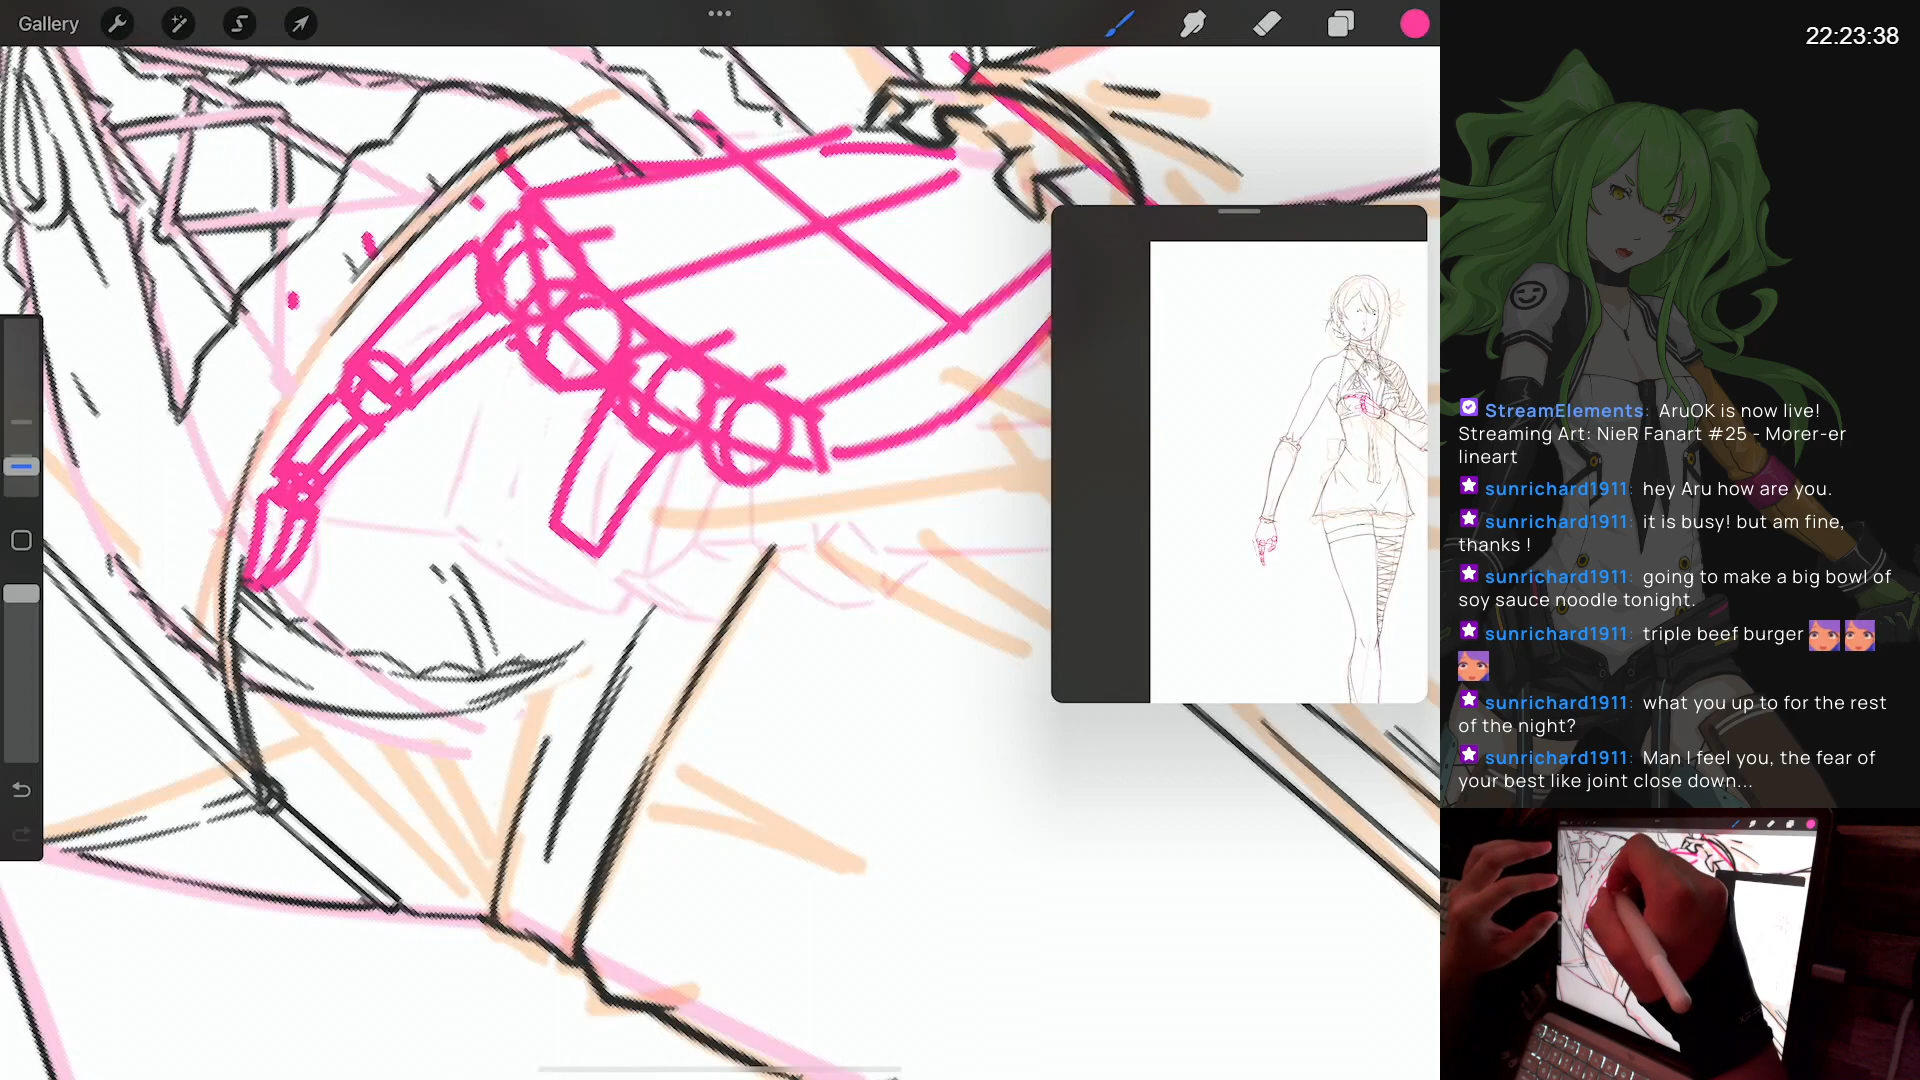 Gallery
22:23:38
StreamElements: AruOK is now live!
Streaming Art: NieR Fanart #25 - Morer-er
lineart
sunrichard1911: hey Aru how are you.
sunrichard1911: it is busy! but am fine,
thanks !
sunrichard1911: going to make a big bowl of
soy sauce noodle tonight.
sunrichard1911: triple beef burger
sunrichard1911: what you up to for the rest
of the night?
sunrichard1911: Man I feel you, the fear of
your best like joint close down...